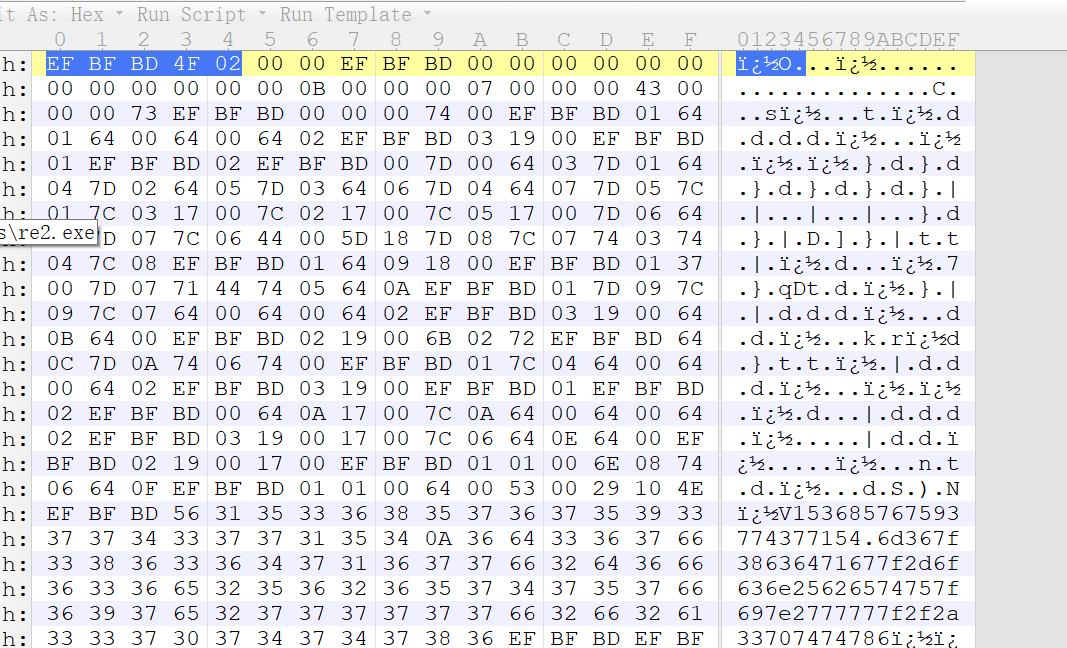 it As: Hex Run Script Run Template
0 1 2 3 4 5 6 7 8 9 A B C D E F 0123456789ABCDEF
h: EF BF BD 4F 02 00 00 EF BF BD 00 00 00 00 00 00 ï¿½O...ï¿½......
h: 00 00 00 00 00 00 0B 00 00 00 07 00 00 00 43 00 ..............C.
h: 00 00 73 EF BF BD 00 00 00 74 00 EF BF BD 01 64 ..sï¿½...t.ï¿½.d
h: 01 64 00 64 00 64 02 EF BF BD 03 19 00 EF BF BD .d.d.d.ï¿½...ï¿½
h: 01 EF BF BD 02 EF BF BD 00 7D 00 64 03 7D 01 64 .ï¿½.ï¿½.}.d.}.d
h: 04 7D 02 64 05 7D 03 64 06 7D 04 64 07 7D 05 7C .}.d.}.d.}.d.}.|
h: 01 7C 03 17 00 7C 02 17 00 7C 05 17 00 7D 06 64 .|...|...|...}.d
s\re2.exe
D 07 7C 06 44 00 5D 18 7D 08 7C 07 74 03 74 .}.|.D.].}.|.t.t
h: 04 7C 08 EF BF BD 01 64 09 18 00 EF BF BD 01 37 .|.ï¿½.d...ï¿½.7
h: 00 7D 07 71 44 74 05 64 0A EF BF BD 01 7D 09 7C .}.qDt.d.ï¿½.}.|
h: 09 7C 07 64 00 64 00 64 02 EF BF BD 03 19 00 64 .|.d.d.d.ï¿½...d
h: 0B 64 00 EF BF BD 02 19 00 6B 02 72 EF BF BD 64 .d.ï¿½...k.rï¿½d
h: 0C 7D 0A 74 06 74 00 EF BF BD 01 7C 04 64 00 64 .}.t.t.ï¿½.|.d.d
h: 00 64 02 EF BF BD 03 19 00 EF BF BD 01 EF BF BD .d.ï¿½...ï¿½.ï¿½
h: 02 EF BF BD 00 64 0A 17 00 7C 0A 64 00 64 00 64 .ï¿½.d...|.d.d.d
h: 02 EF BF BD 03 19 00 17 00 7C 06 64 0E 64 00 EF .ï¿½.....|.d.d.ï
h: BF BD 02 19 00 17 00 EF BF BD 01 01 00 6E 08 74 ¿½.....ï¿½...n.t
h: 06 64 0F EF BF BD 01 01 00 64 00 53 00 29 10 4E .d.ï¿½...d.S.).N
h: EF BF BD 56 31 35 33 36 38 35 37 36 37 35 39 33 ï¿½V153685767593
h: 37 37 34 33 37 37 31 35 34 0A 36 64 33 36 37 66 774377154.6d367f
h: 33 38 36 33 36 34 37 31 36 37 37 66 32 64 36 66 38636471677f2d6f
h: 36 33 36 65 32 35 36 32 36 35 37 34 37 35 37 66 636e25626574757f
h: 36 39 37 65 32 37 37 37 37 37 37 66 32 66 32 61 697e2777777f2f2a
h: 33 33 37 30 37 34 37 34 37 38 36 EF BF BD EF BF 33707474786ï¿½ï¿